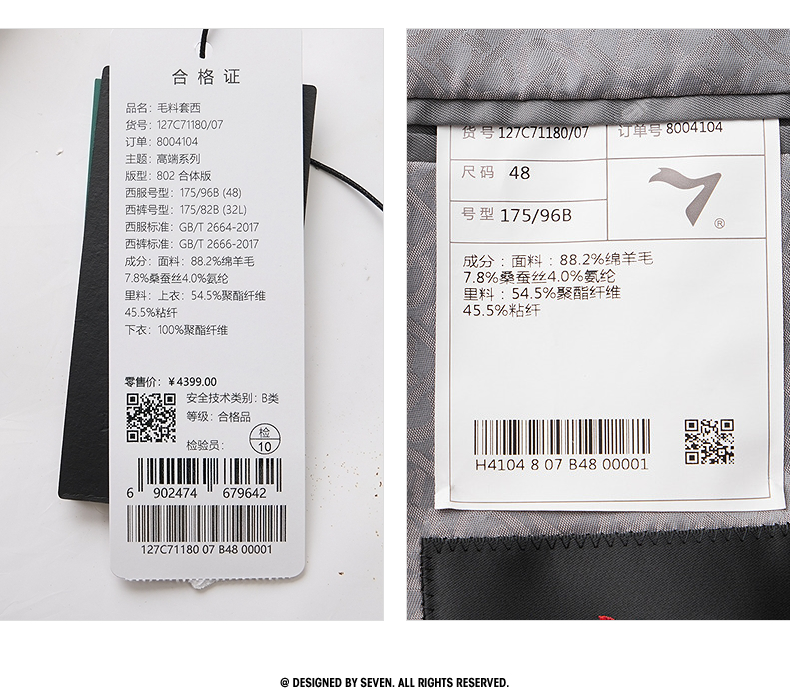 合格证
品名：毛料套西
货号：127C71180/07
订单：8004104
主题：高端系列
版型：802 合体版
西服号型：175/96B (48)
西裤号型：175/82B (32L)
西服标准：GB/T 2664-2017
西裤标准：GB/T 2666-2017
成分：面料：88.2%绵羊毛
7.8%桑蚕丝4.0%氨纶
里料：上衣：54.5%聚酯纤维
45.5%粘纤
下衣：100%聚酯纤维
零售价：¥4399.00
安全技术类别：B类
等级：合格品
检验员：
检
10
6 902474 679642
127C71180 07 B48 00001
货号 127C71180/07 订单号 8004104
尺码 48
号型 175/96B
®
成分：面料：88.2%绵羊毛
7.8%桑蚕丝4.0%氨纶
里料：54.5%聚酯纤维
45.5%粘纤
H4104 8 07 B48 00001
@ DESIGNED BY SEVEN. ALL RIGHTS RESERVED.